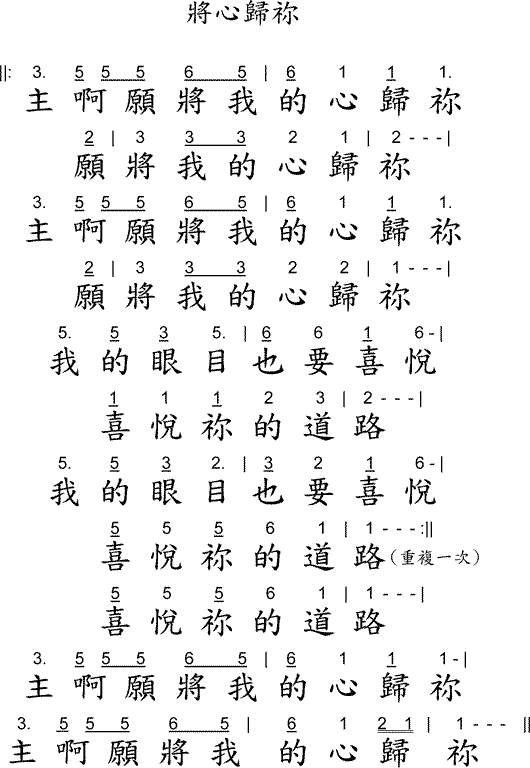 將心歸祢
||: 3. 5 5 5 6 5 | 6 1 1 1.
主啊願將我的心歸祢
2 | 3 3 3 2 1 | 2 - - - |
願將我的心歸祢
3. 5 5 5 6 5 | 6 1 1 1.
主啊願將我的心歸祢
2 | 3 3 3 2 2 | 1 - - - |
願將我的心歸祢
5. 5 3 5. | 6 6 1 6 - |
我的眼目也要喜悅
1 1 1 2 3 | 2 - - - |
喜悅祢的道路
5. 5 3 2. | 3 2 1 6 - |
我的眼目也要喜悅
5 5 5 6 1 | 1 - - - :||
喜悅祢的道路(重複一次)
5 5 5 6 1 | 1 - - - |
喜悅祢的道路
3. 5 5 5 6 5 | 6 1 1 1 - |
主啊願將我的心歸祢
3. 5 5 5 6 5 | 6 1 2 1 | 1 - - - ||
主啊願將我 的心歸 祢